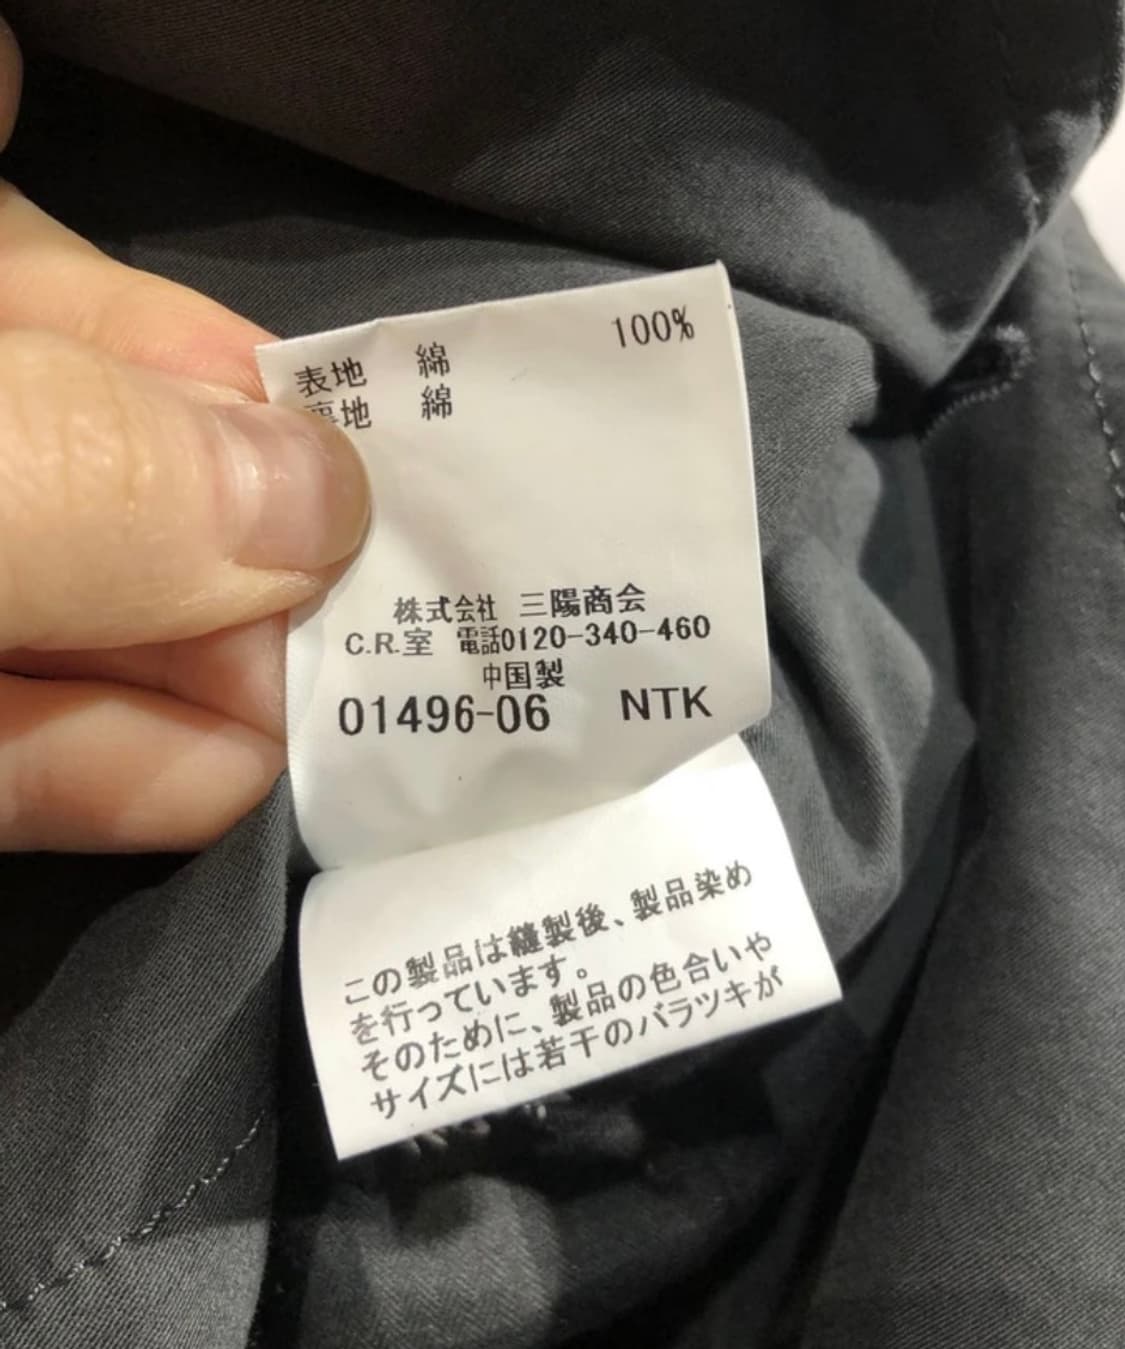 表地 綿 100%
裏地 綿
株式会社 三陽商会
C.R.室 電話0120-340-460
中国製
01496-06 NTK
この製品は縫製後、製品染め
を行っています。
そのために、製品の色合いや
サイズには若干のバラツキが